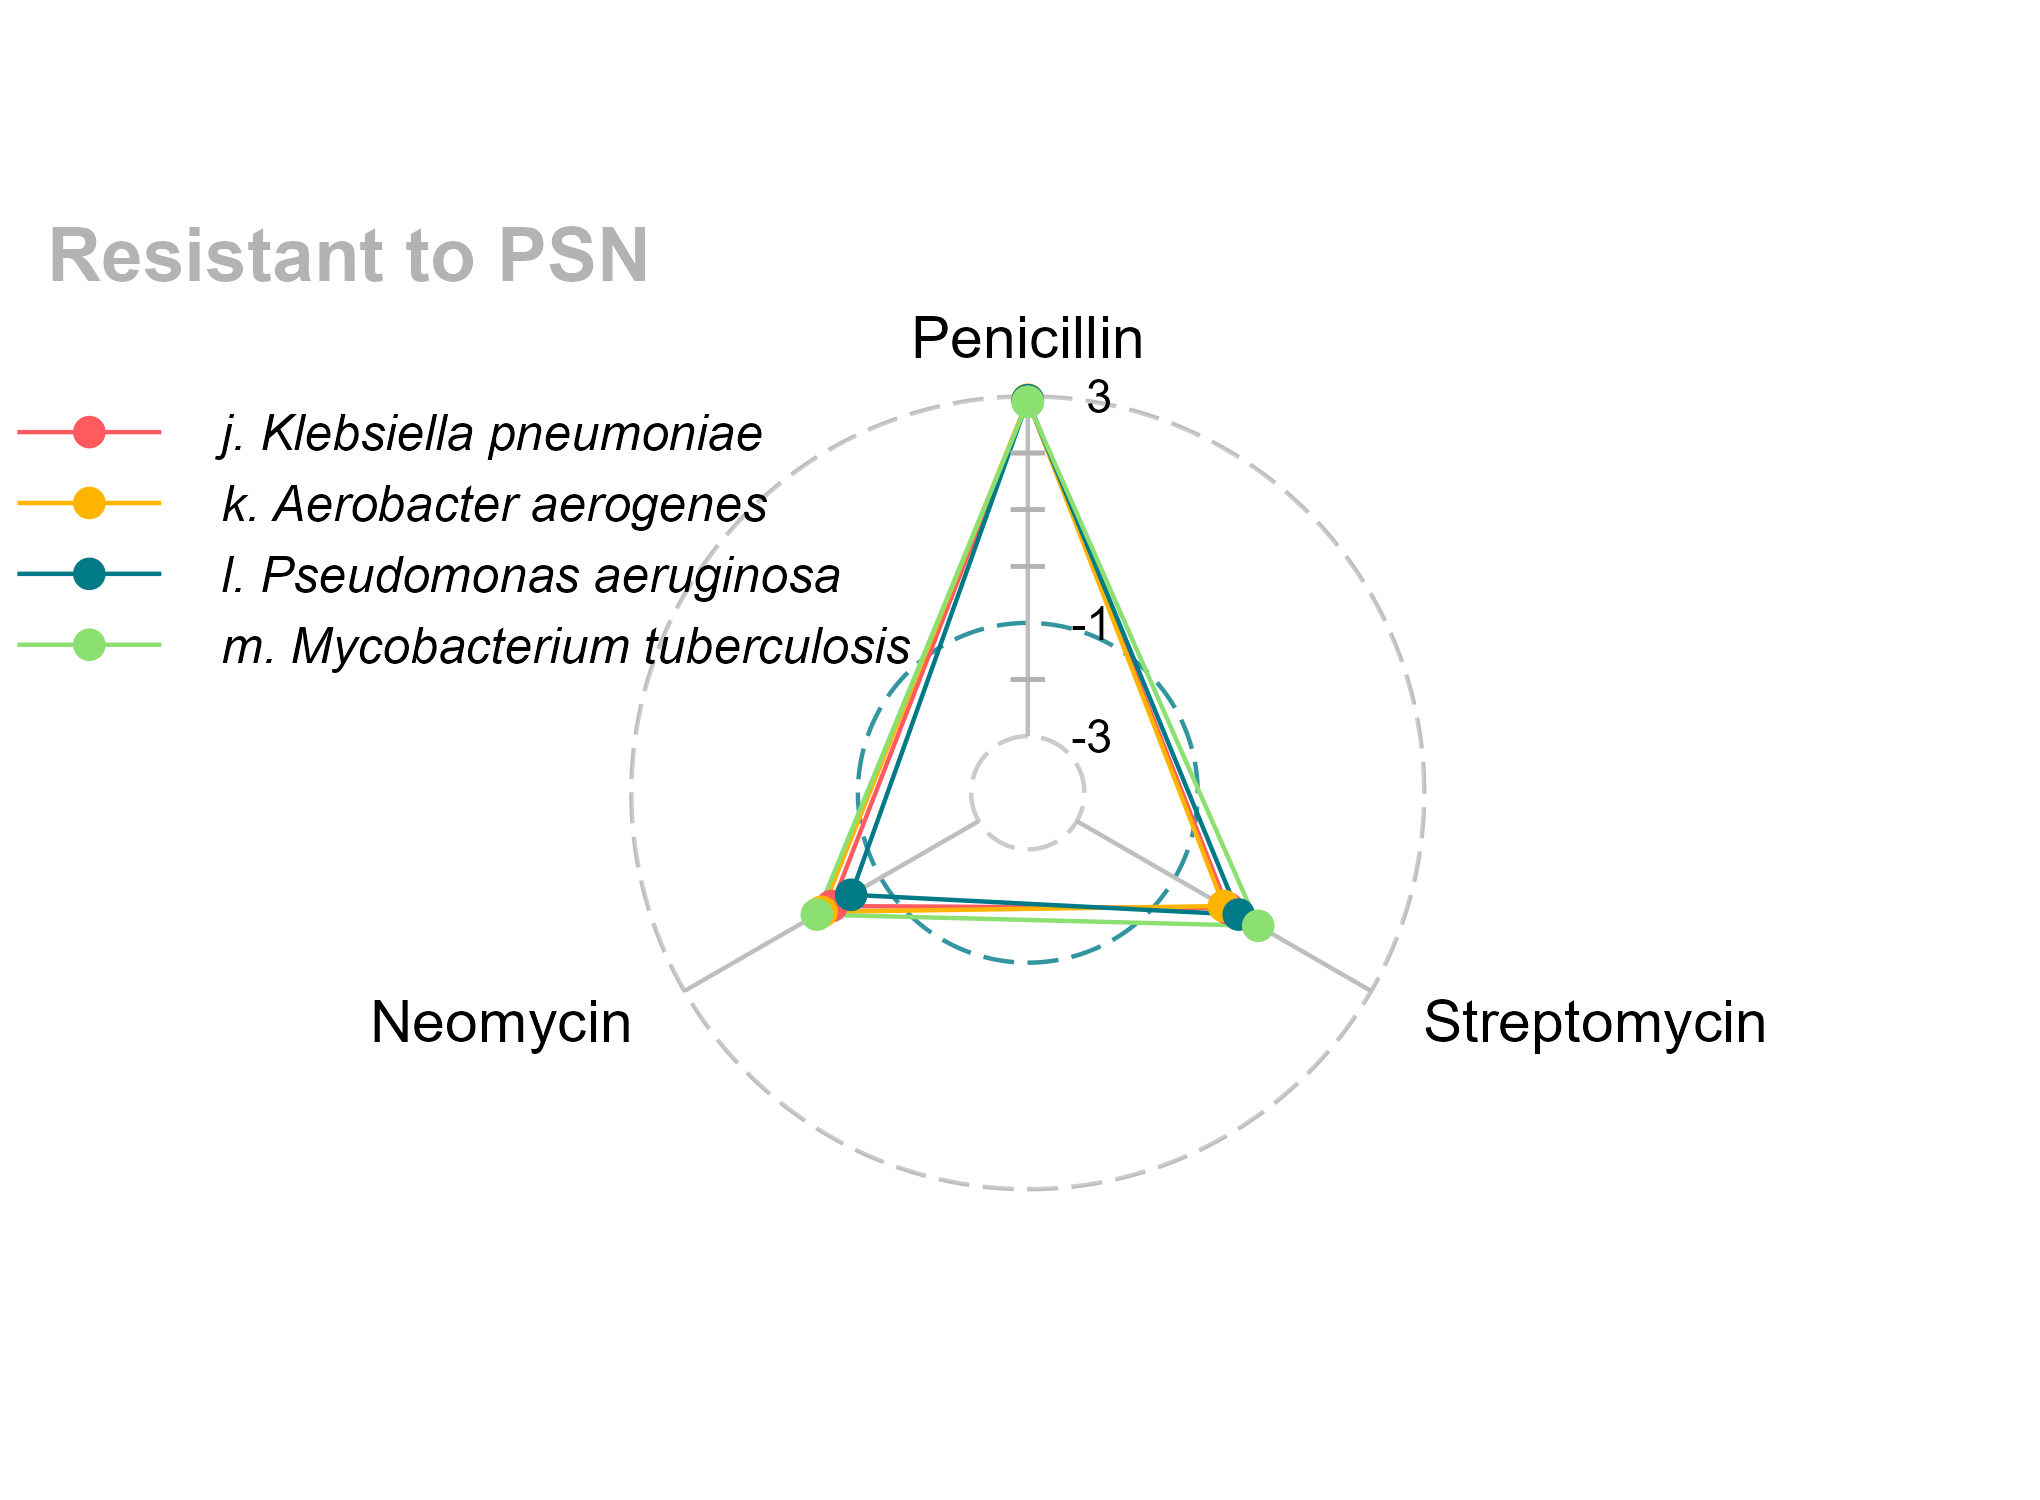 Resistant to PSN
Penicillin
3
j. Klebsiella pneumoniae
k. Aerobacter aerogenes
l. Pseudomonas aeruginosa
-1
m. Mycobacterium tuberculosis
-3
Neomycin
Streptomycin